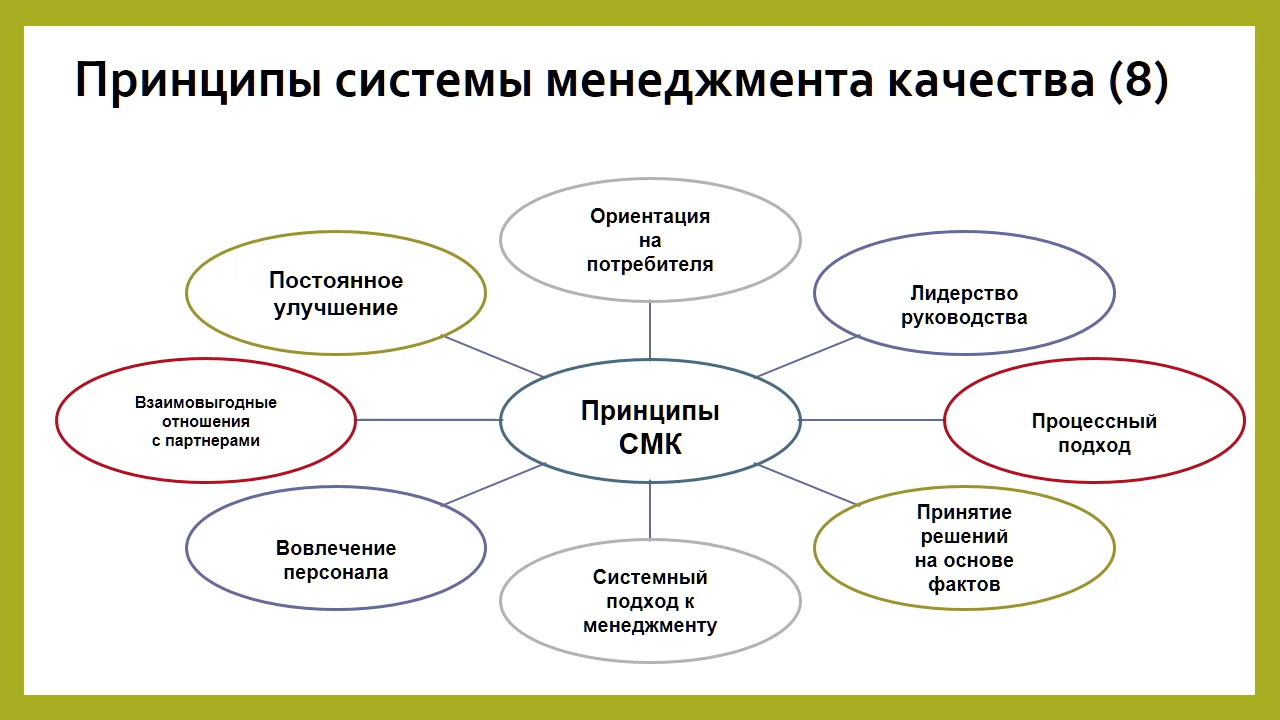 Принципы системы менеджмента качества (8)
Ориентация
на
потребителя
Постоянное
улучшение
Лидерство
руководства
Взаимовыгодные
отношения
с партнерами
Принципы
СМК
Процессный
подход
Вовлечение
персонала
Системный
подход к
менеджменту
Принятие
решений
на основе
фактов